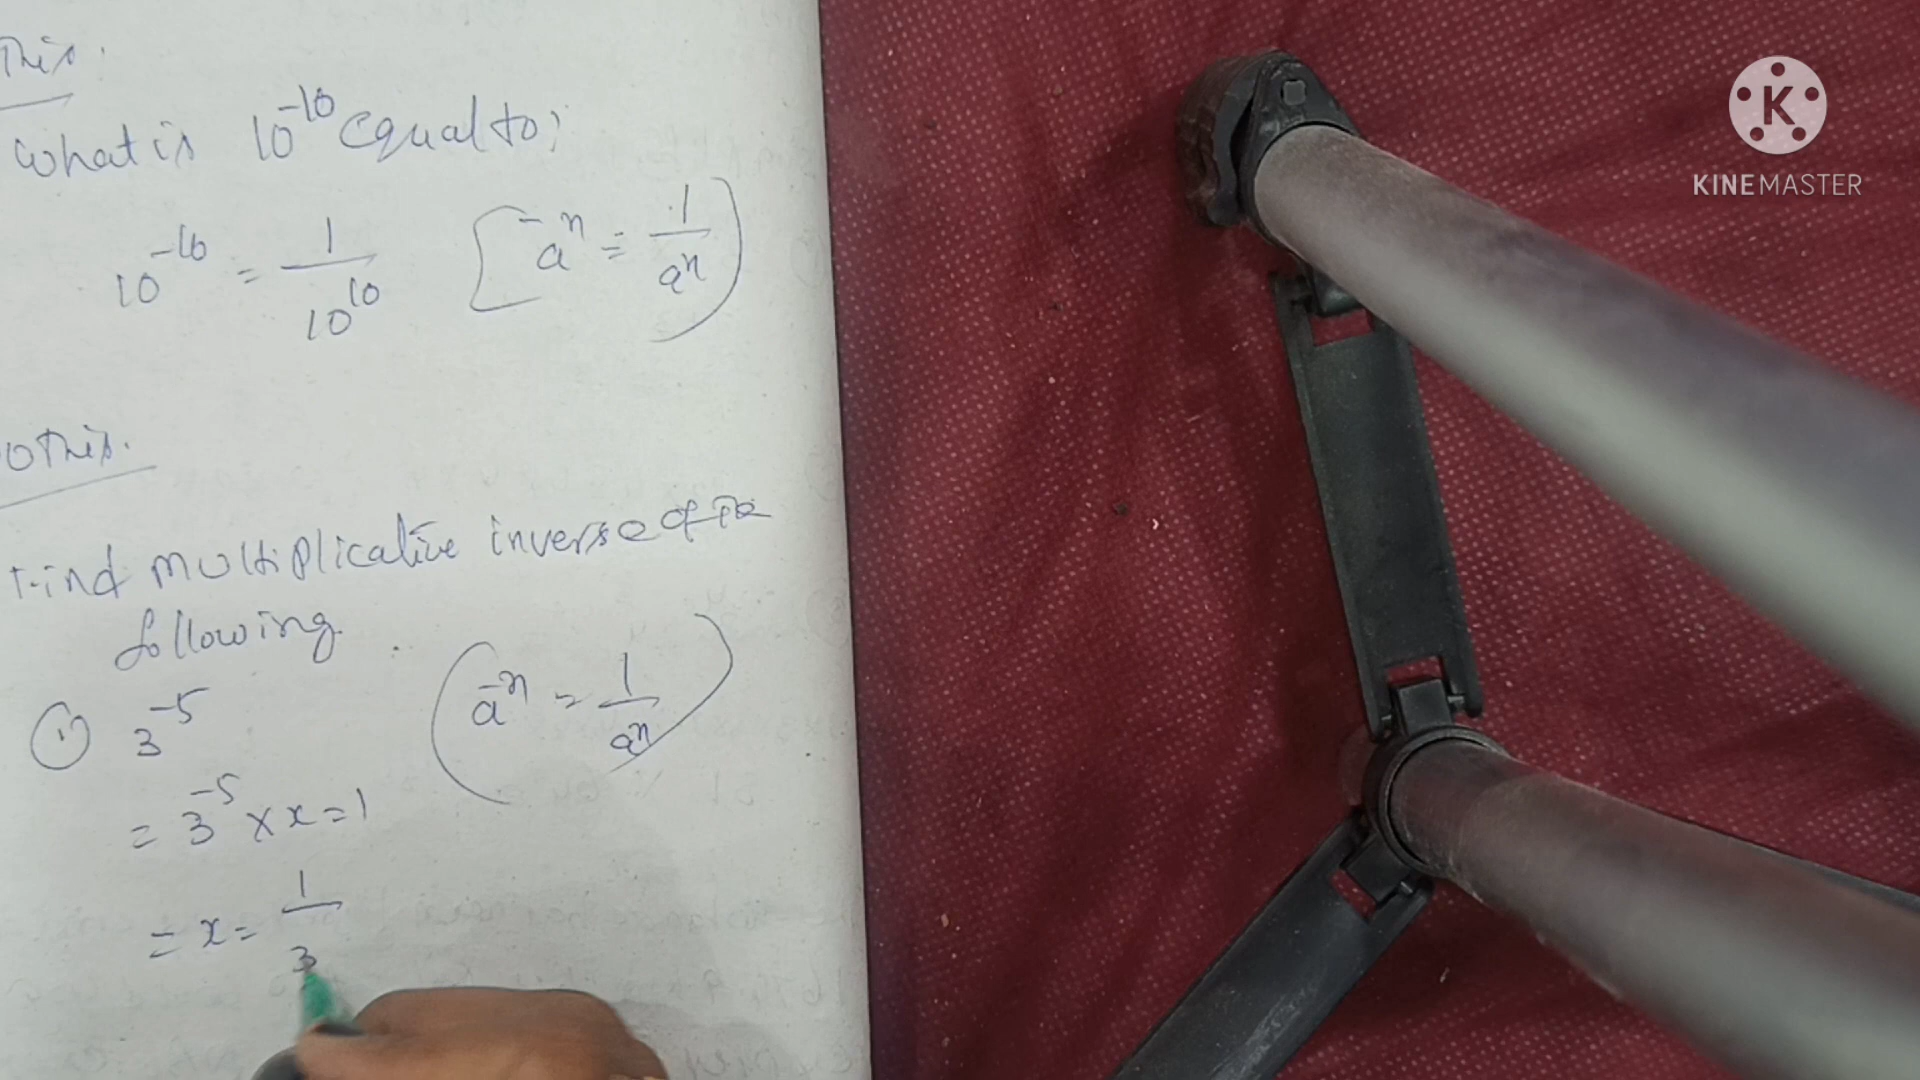 This.
What is 10^-10 equal to;
10^-10 = 1/10^10 [a^-n = 1/a^n)
o This.
Find multiplicative inverse of the
following
(1) 3^-5 (a^-n = 1/a^n)
= 3^-5 × x = 1
= x = 1/3
K
KINEMASTER